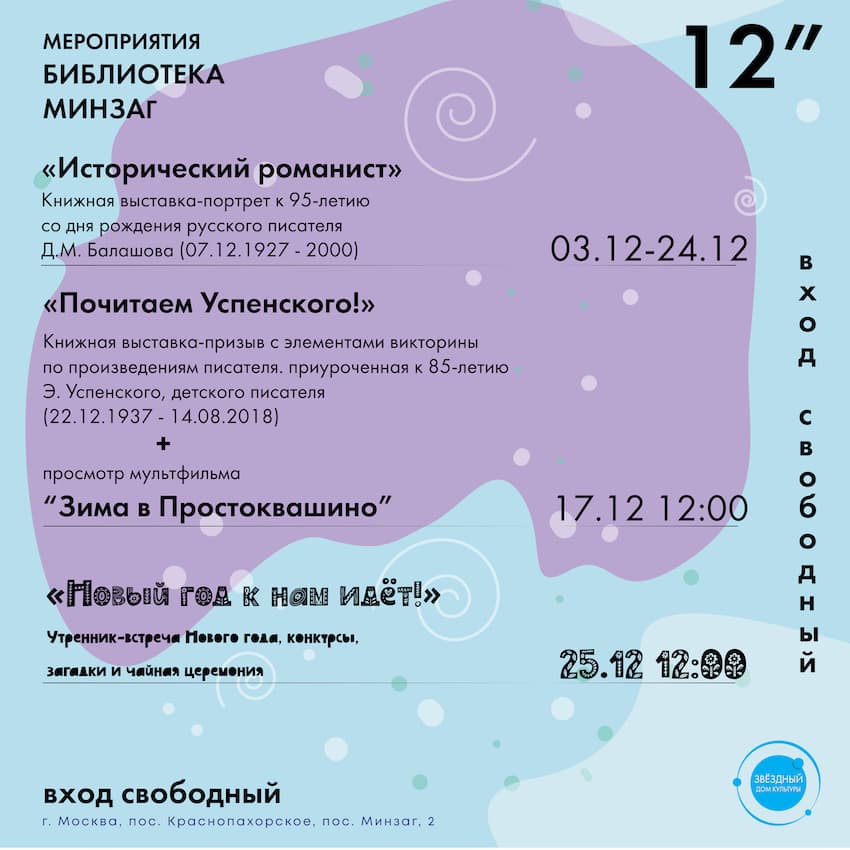 МЕРОПРИЯТИЯ
БИБЛИОТЕКА
МИНЗАГ
12”
«Исторический романист»
Книжная выставка-портрет к 95-летию
со дня рождения русского писателя
Д.М. Балашова (07.12.1927 - 2000)
03.12-24.12
«Почитаем Успенского!»
Книжная выставка-призыв с элементами викторины
по произведениям писателя. приуроченная к 85-летию
Э. Успенского, детского писателя
(22.12.1937 - 14.08.2018)
+
просмотр мультфильма
“Зима в Простоквашино”
17.12 12:00
«Новый год к нам идёт!»
Утренник-встреча Нового года, конктрсы,
загадки и чайная церемония
25.12 12:00
вход свободный
вход свободный
г. Москва, пос. Краснопахорское, пос. Минзаг, 2
ЗВЁЗДНЫЙ
ДОМ КУЛЬТУРЫ